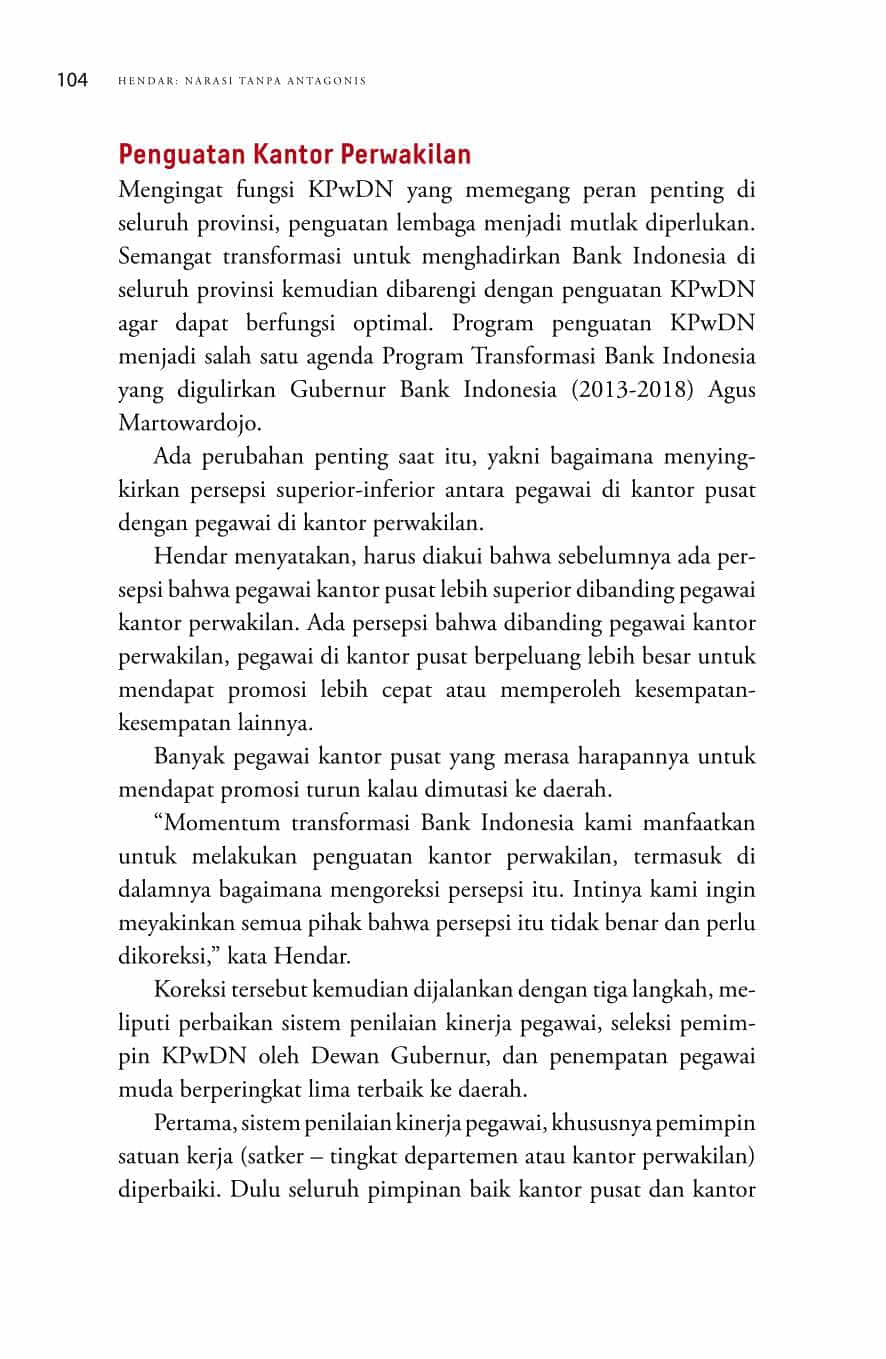 104 HENDAR: NARASI TANPA ANTAGONIS
Penguatan Kantor Perwakilan
Mengingat fungsi KPwDN yang memegang peran penting di
seluruh provinsi, penguatan lembaga menjadi mutlak diperlukan.
Semangat transformasi untuk menghadirkan Bank Indonesia di
seluruh provinsi kemudian dibarengi dengan penguatan KPwDN
agar dapat berfungsi optimal. Program penguatan KPwDN
menjadi salah satu agenda Program Transformasi Bank Indonesia
yang digulirkan Gubernur Bank Indonesia (2013-2018) Agus
Martowardojo.
Ada perubahan penting saat itu, yakni bagaimana menying-
kirkan persepsi superior-inferior antara pegawai di kantor pusat
dengan pegawai di kantor perwakilan.
Hendar menyatakan, harus diakui bahwa sebelumnya ada per-
sepsi bahwa pegawai kantor pusat lebih superior dibanding pegawai
kantor perwakilan. Ada persepsi bahwa dibanding pegawai kantor
perwakilan, pegawai di kantor pusat berpeluang lebih besar untuk
mendapat promosi lebih cepat atau memperoleh kesempatan-
kesempatan lainnya.
Banyak pegawai kantor pusat yang merasa harapannya untuk
mendapat promosi turun kalau dimutasi ke daerah.
“Momentum transformasi Bank Indonesia kami manfaatkan
untuk melakukan penguatan kantor perwakilan, termasuk di
dalamnya bagaimana mengoreksi persepsi itu. Intinya kami ingin
meyakinkan semua pihak bahwa persepsi itu tidak benar dan perlu
dikoreksi,” kata Hendar.
Koreksi tersebut kemudian dijalankan dengan tiga langkah, me-
liputi perbaikan sistem penilaian kinerja pegawai, seleksi pemim-
pin KPwDN oleh Dewan Gubernur, dan penempatan pegawai
muda berperingkat lima terbaik ke daerah.
Pertama, sistem penilaian kinerja pegawai, khususnya pemimpin
satuan kerja (satker – tingkat departemen atau kantor perwakilan)
diperbaiki. Dulu seluruh pimpinan baik kantor pusat dan kantor